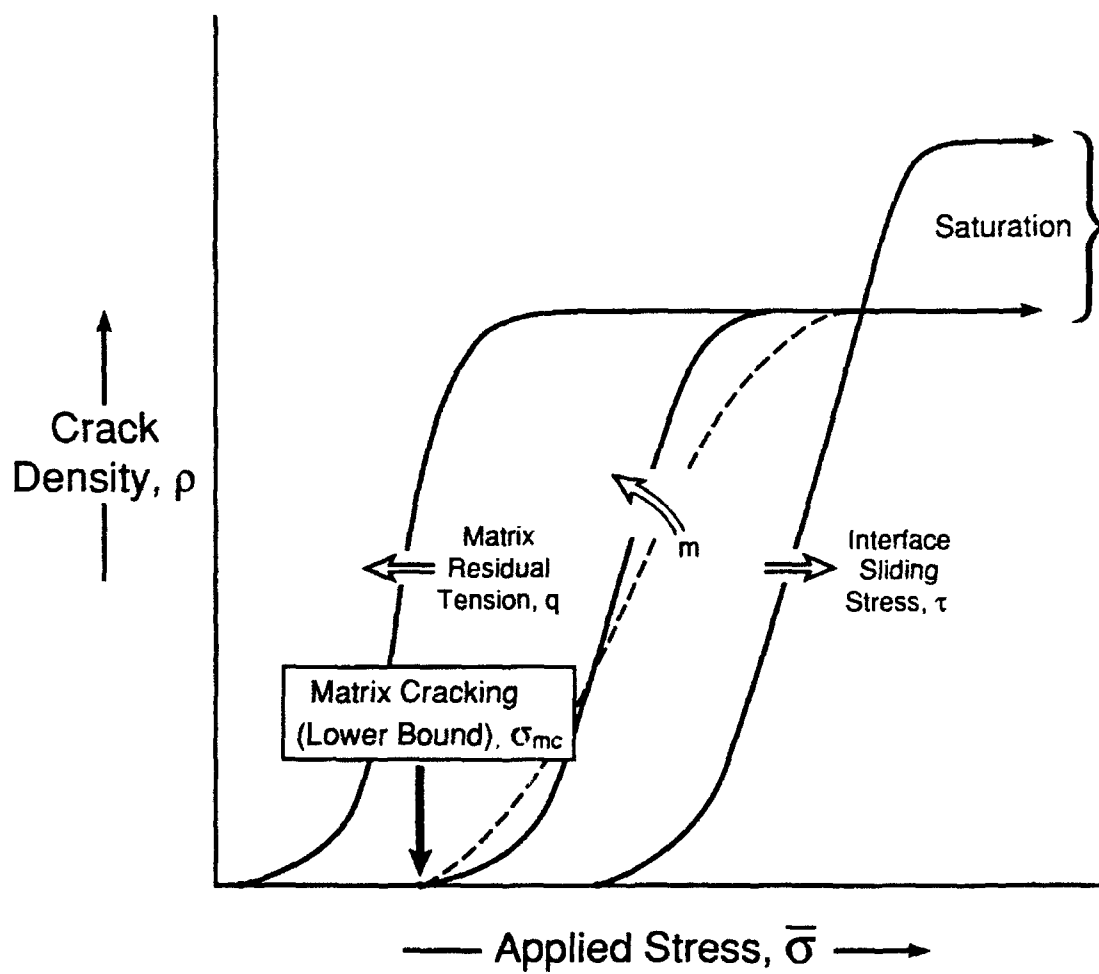 Saturation
Crack
Density, ρ
Matrix
Residual
Tension, q
m
Interface
Sliding
Stress, τ
Matrix Cracking
(Lower Bound), σmc
Applied Stress, σ̅